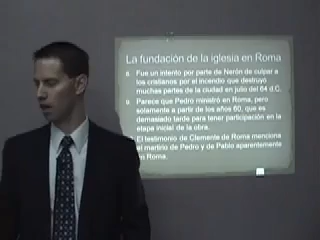 La fundación de la iglesia en Roma
Fue un intento por parte de Nerón de culpar a
los cristianos por el incendio que destruyó
muchas partes de la ciudad en julio del 64 d.C.
Parece que Pedro ministró en Roma, pero
solamente a partir de los años 60, que es
demasiado tarde para tener participación en la
etapa inicial de la obra.
El testimonio de Clemente de Roma menciona
el martirio de Pedro y de Pablo aparentemente
en Roma.